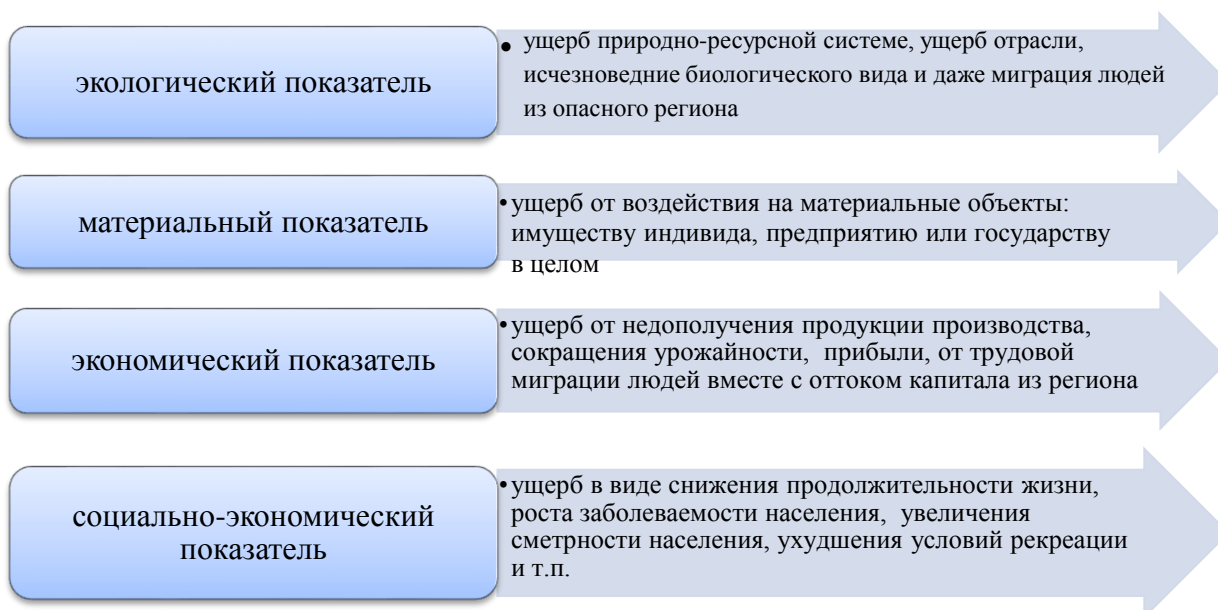 экологический показатель
• ущерб природно-ресурсной системе, ущерб отрасли,
исчезноведние биологического вида и даже миграция людей
из опасного региона
материальный показатель
•ущерб от воздействия на материальные объекты:
имуществу индивида, предприятию или государству
в целом
экономический показатель
•ущерб от недополучения продукции производства,
сокращения урожайности, прибыли, от трудовой
миграции людей вместе с оттоком капитала из региона
социально-экономический
показатель
•ущерб в виде снижения продолжительности жизни,
роста заболеваемости населения, увеличения
сметрности населения, ухудшения условий рекреации
и т.п.